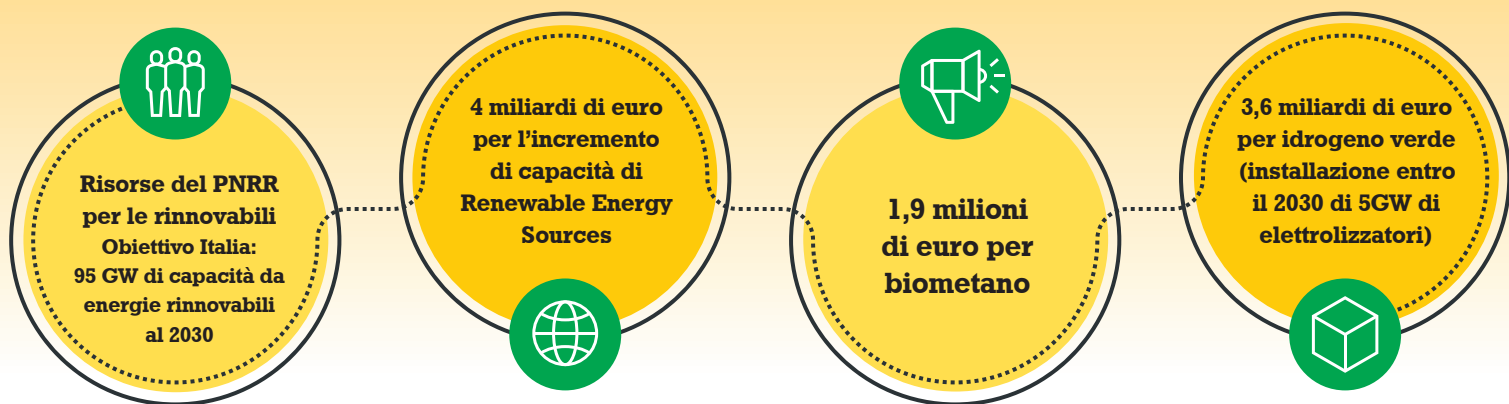 Risorse del PNRR
per le rinnovabili
Obiettivo Italia:
95 GW di capacità da
energie rinnovabili
al 2030
4 miliardi di euro
per l’incremento
di capacità di
Renewable Energy
Sources
1,9 milioni
di euro per
biometano
3,6 miliardi di euro
per idrogeno verde
(installazione entro
il 2030 di 5GW di
elettrolizzatori)